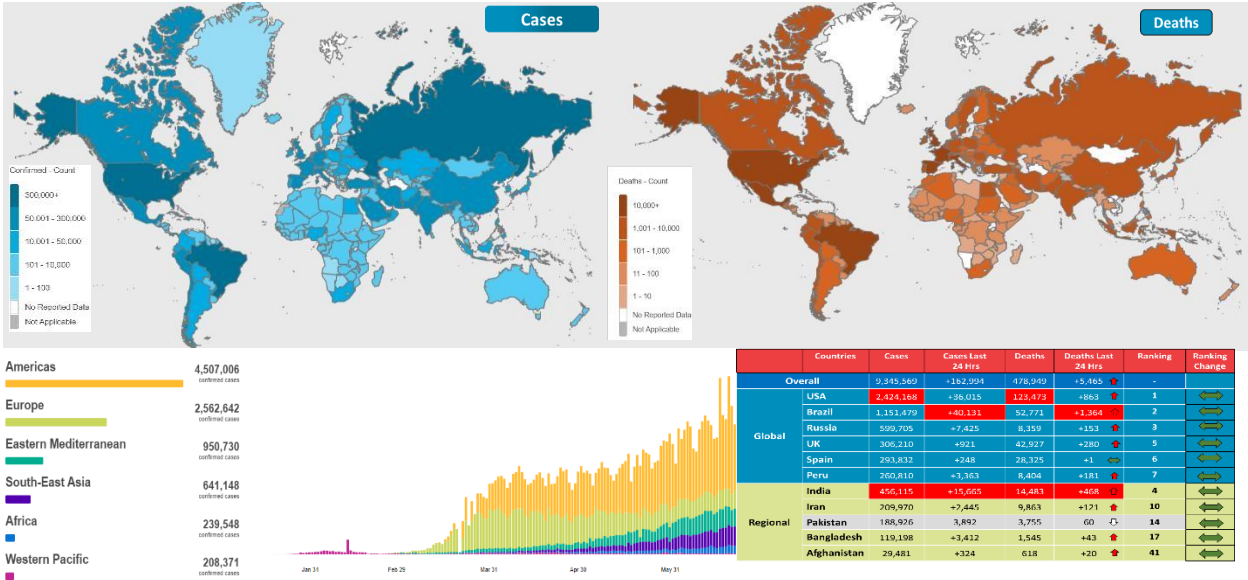 Cases
Deaths
Confirmed - Count
300,000+
50,001 - 300,000
10,001 - 50,000
101 - 10,000
1 - 100
No Reported Data
Not Applicable
Deaths - Count
10,000+
1,001 - 10,000
101 - 1,000
11 - 100
1 - 10
No Reported Data
Not Applicable
Americas 4,507,006
confirmed cases
Europe 2,562,642
confirmed cases
Eastern Mediterranean 950,730
confirmed cases
South-East Asia 641,148
confirmed cases
Africa 239,548
confirmed cases
Western Pacific 208,371
confirmed cases
Jan 31 Feb 29 Mar 31 Apr 30 May 31
Countries Cases Cases Last 24 Hrs Deaths Deaths Last 24 Hrs Ranking Ranking Change
Overall 9,345,569 +162,994 478,949 +5,465 -
Global
USA 2,424,168 +36,015 123,473 +863 1
Brazil 1,151,479 +40,131 52,771 +1,364 2
Russia 599,705 +7,425 8,359 +153 3
UK 306,210 +921 42,927 +280 5
Spain 293,832 +248 28,325 +1 6
Peru 260,810 +3,363 8,404 +181 7
Regional
India 456,115 +15,665 14,483 +468 4
Iran 209,970 +2,445 9,863 +121 10
Pakistan 188,926 3,892 3,755 60 14
Bangladesh 119,198 +3,412 1,545 +43 17
Afghanistan 29,481 +324 618 +20 41